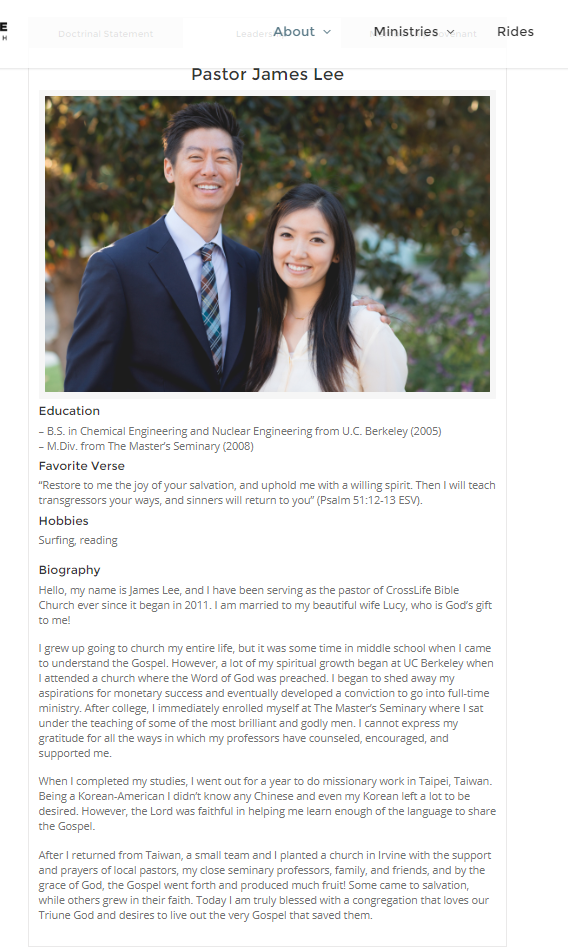 E
H
About
Ministries
Rides
Doctrinal Statement
Pastor James Lee
Education
– B.S. in Chemical Engineering and Nuclear Engineering from U.C. Berkeley (2005)
– M.Div. from The Master's Seminary (2008)
Favorite Verse
“Restore to me the joy of your salvation, and uphold me with a willing spirit. Then I will teach
transgressors your ways, and sinners will return to you” (Psalm 51:12-13 ESV).
Hobbies
Surfing, reading
Biography
Hello, my name is James Lee, and I have been serving as the pastor of CrossLife Bible
Church ever since it began in 2011. I am married to my beautiful wife Lucy, who is God’s gift
to me!
I grew up going to church my entire life, but it was some time in middle school when I came
to understand the Gospel. However, a lot of my spiritual growth began at UC Berkeley when
I attended a church where the Word of God was preached. I began to shed away my
aspirations for monetary success and eventually developed a conviction to go into full-time
ministry. After college, I immediately enrolled myself at The Master’s Seminary where I sat
under the teaching of some of the most brilliant and godly men. I cannot express my
gratitude for all the ways in which my professors have counseled, encouraged, and
supported me.
When I completed my studies, I went out for a year to do missionary work in Taipei, Taiwan.
Being a Korean-American I didn’t know any Chinese and even my Korean left a lot to be
desired. However, the Lord was faithful in helping me learn enough of the language to share
the Gospel.
After I returned from Taiwan, a small team and I planted a church in Irvine with the support
and prayers of local pastors, my close seminary professors, family, and friends, and by the
grace of God, the Gospel went forth and produced much fruit! Some came to salvation,
while others grew in their faith. Today I am truly blessed with a congregation that loves our
Triune God and desires to live out the very Gospel that saved them.